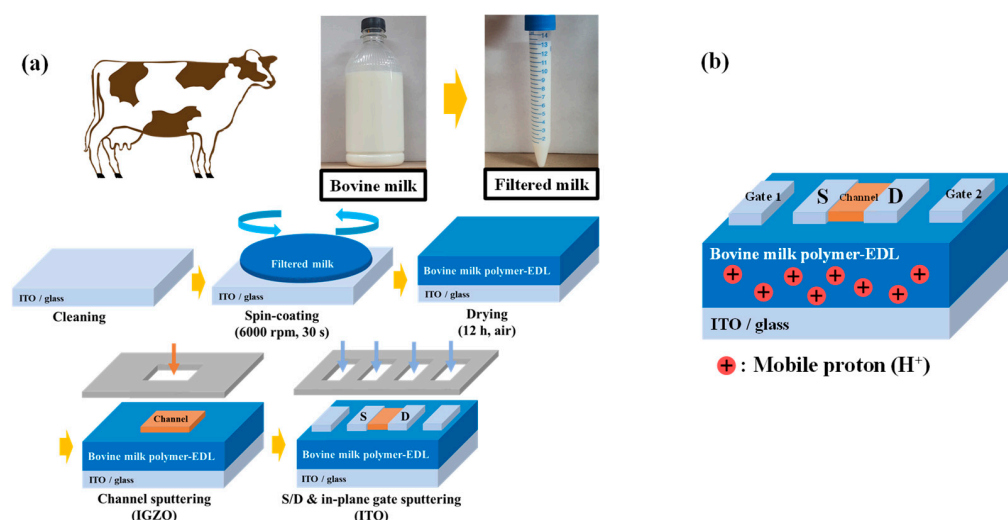 (a)
Bovine milk
Filtered milk
ITO / glass
Cleaning
Filtered milk
ITO / glass
Spin-coating
(6000 rpm, 30 s)
Bovine milk polymer-EDL
ITO / glass
Drying
(12 h, air)
Channel
Bovine milk polymer-EDL
ITO / glass
Channel sputtering
(IGZO)
S D
Bovine milk polymer-EDL
ITO / glass
S/D & in-plane gate sputtering
(ITO)
(b)
Gate 1 S Channel D Gate 2
Bovine milk polymer-EDL
+ + + + + + + + +
ITO / glass
+ : Mobile proton (H⁺)